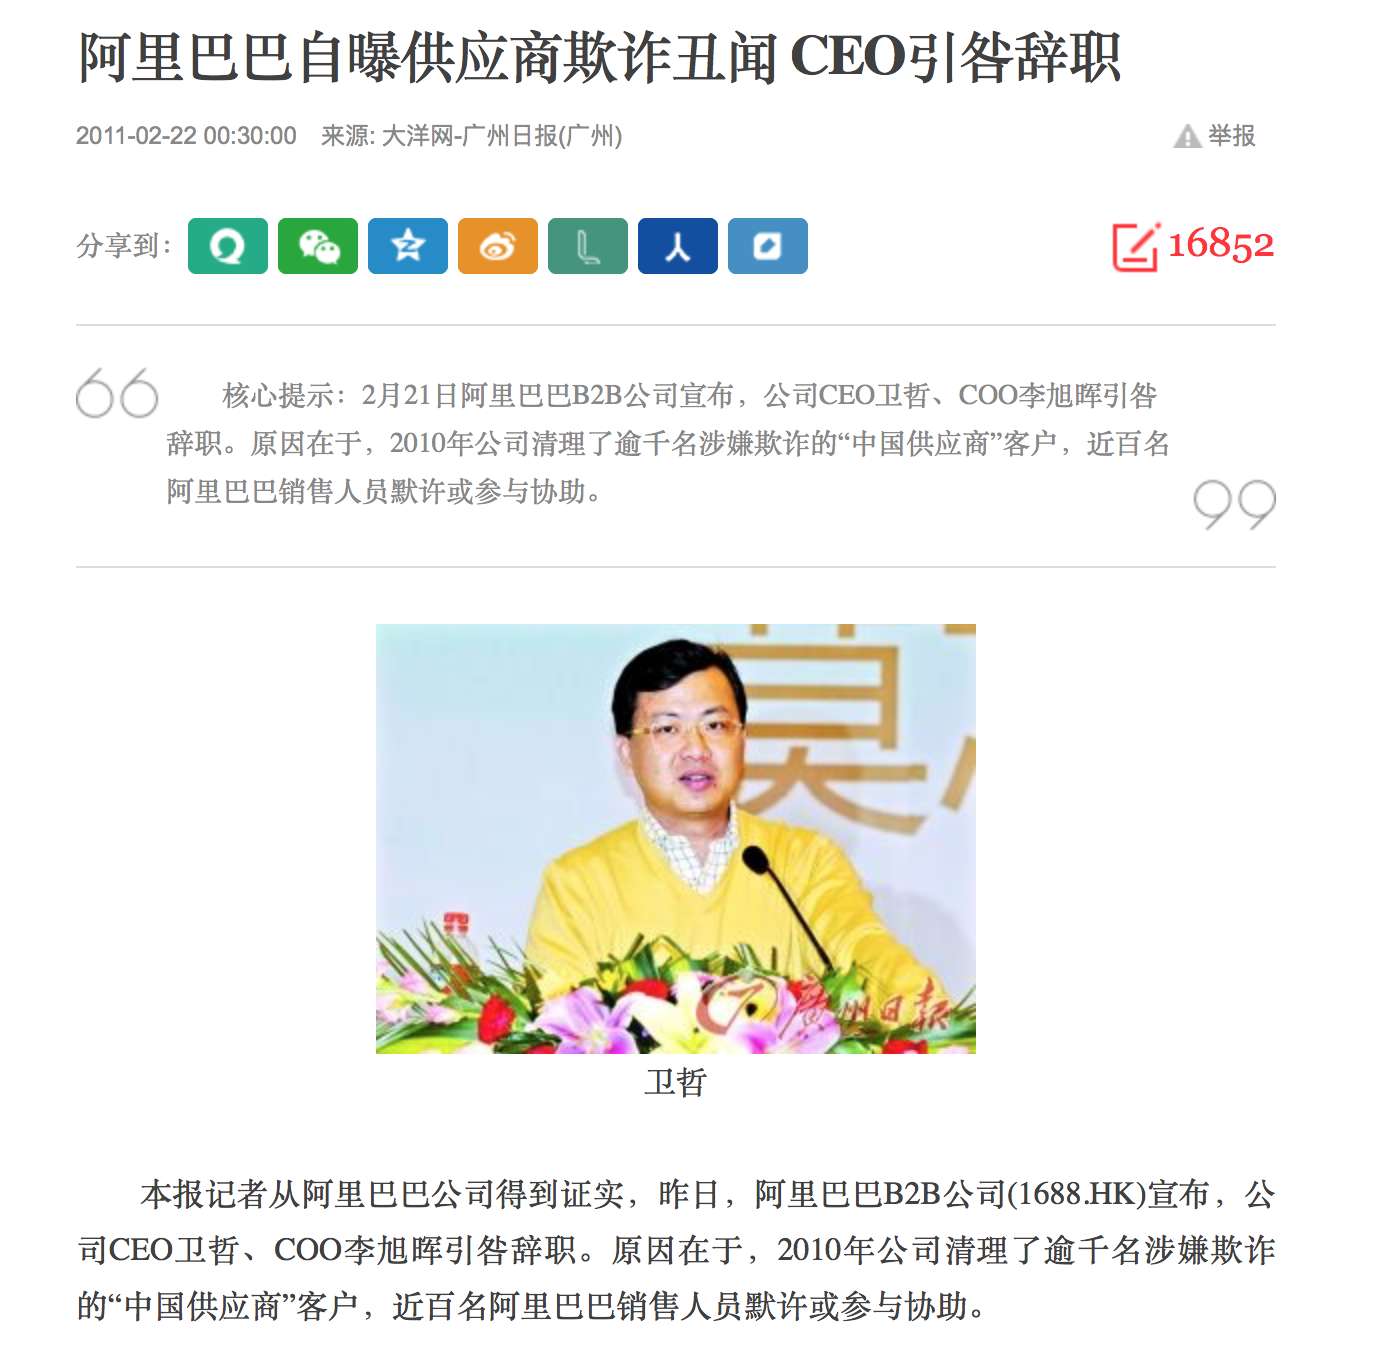 阿里巴巴自曝供应商欺诈丑闻 CEO引咎辞职
2011-02-22 00:30:00 来源: 大洋网-广州日报(广州)
举报
分享到:
16852
核心提示：2月21日阿里巴巴B2B公司宣布，公司CEO卫哲、COO李旭晖引咎
辞职。原因在于，2010年公司清理了逾千名涉嫌欺诈的“中国供应商”客户，近百名
阿里巴巴销售人员默许或参与协助。
廣州日報
卫哲
本报记者从阿里巴巴公司得到证实，昨日，阿里巴巴B2B公司(1688.HK)宣布，公
司CEO卫哲、COO李旭晖引咎辞职。原因在于，2010年公司清理了逾千名涉嫌欺诈
的“中国供应商”客户，近百名阿里巴巴销售人员默许或参与协助。